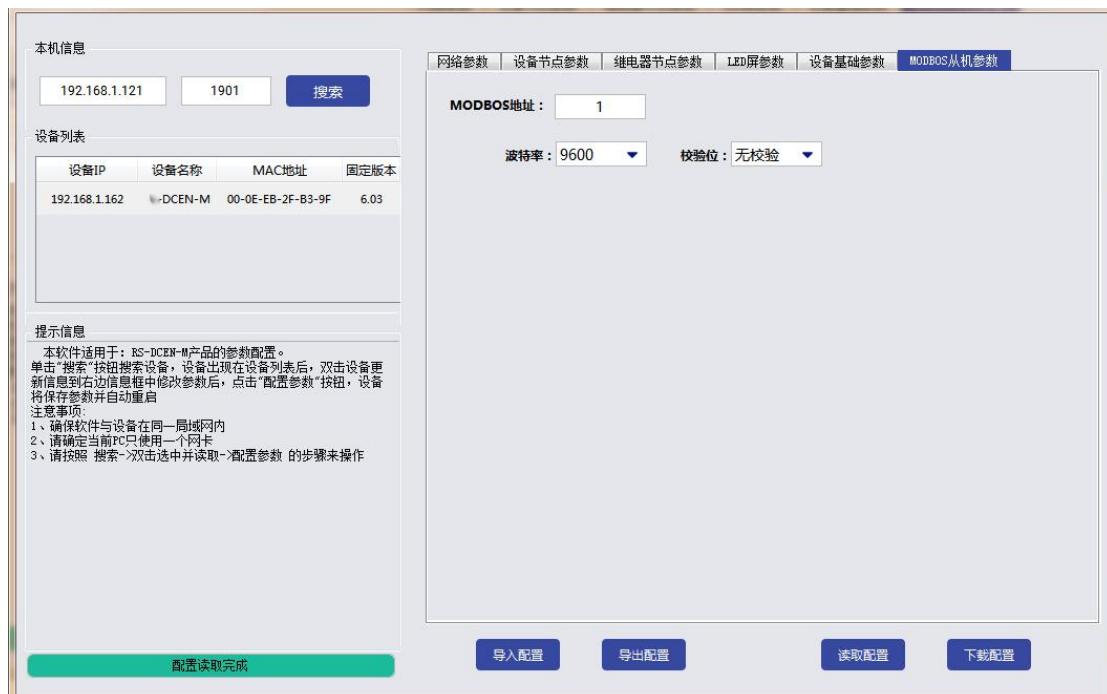 本机信息
192.168.1.121 1901 搜索
设备列表
设备IP 设备名称 MAC地址 固定版本
192.168.1.162 -DCEN-M 00-0E-EB-2F-B3-9F 6.03
提示信息
本软件适用于：RS-DCEN-M产品的参数配置。
单击"搜索"按钮搜索设备，设备出现在设备列表后，双击设备更
新信息到右边信息框中修改参数后，点击"配置参数"按钮，设备
将保存参数并自动重启
注意事项:
1、确保软件与设备在同一局域网内
2、请确定当前PC只使用一个网卡
3、请按照 搜索->双击选中并读取->配置参数 的步骤来操作
配置读取完成
网络参数 设备节点参数 继电器节点参数 LED屏参数 设备基础参数 MODBOS从机参数
MODBOS地址： 1
波特率： 9600 校验位： 无校验
导入配置 导出配置 读取配置 下载配置